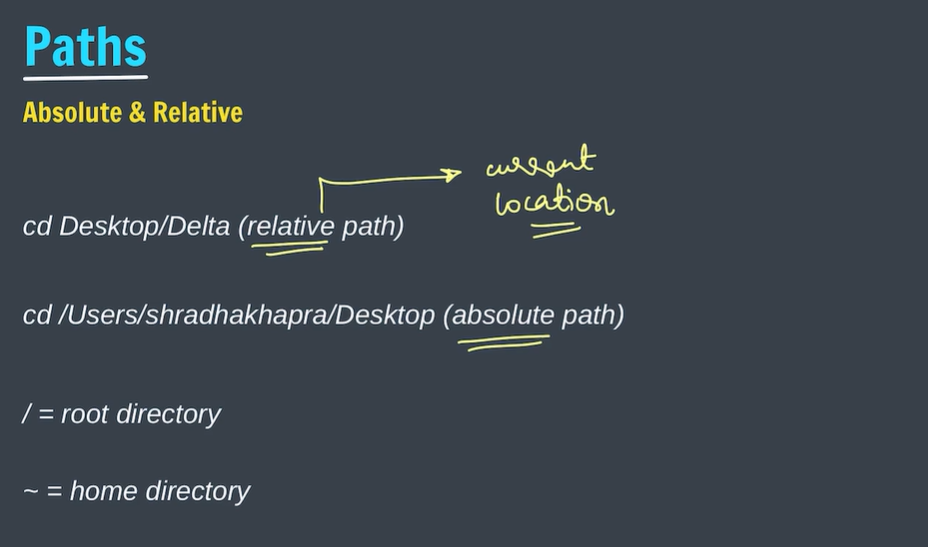 Paths
Absolute & Relative
current
location
cd Desktop/Delta (relative path)
cd /Users/shradhakhapra/Desktop (absolute path)
/ = root directory
~ = home directory